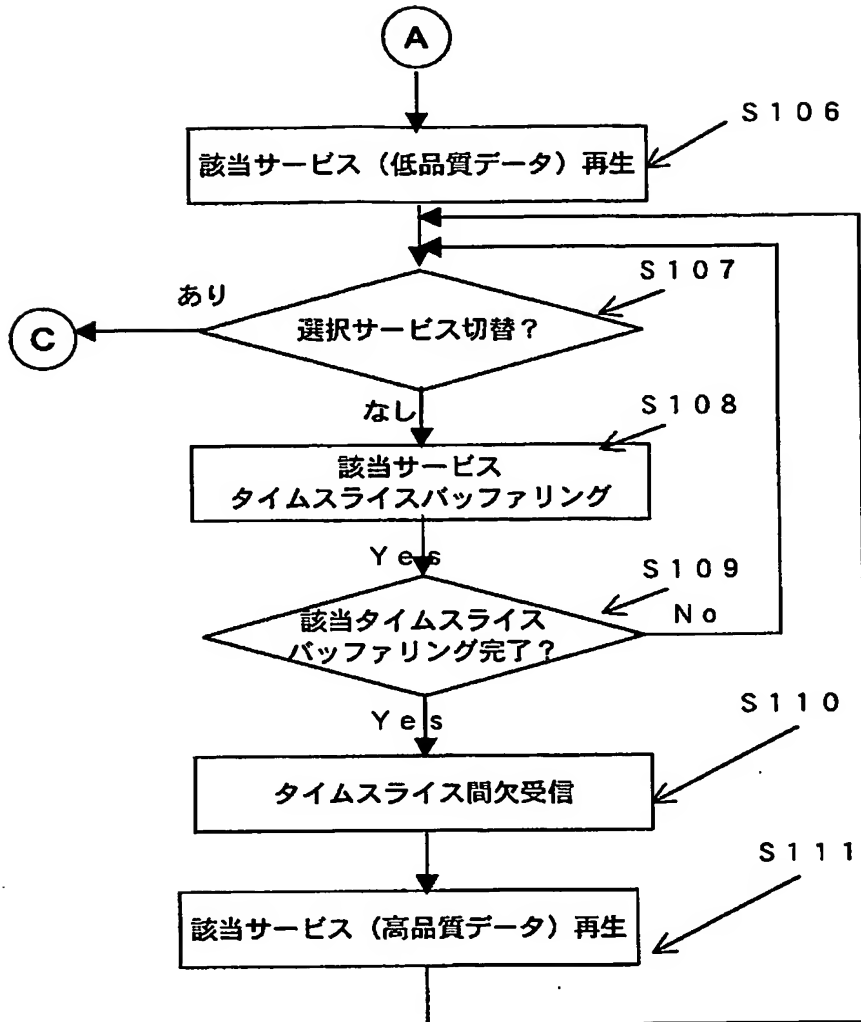 A
S106
該当サービス（低品質データ）再生
S107
あり
C
選択サービス切替？
なし
S108
該当サービス
タイムスライスバッファリング
Yes
S109
該当タイムスライス
バッファリング完了？
No
Yes
S110
タイムスライス間欠受信
S111
該当サービス（高品質データ）再生